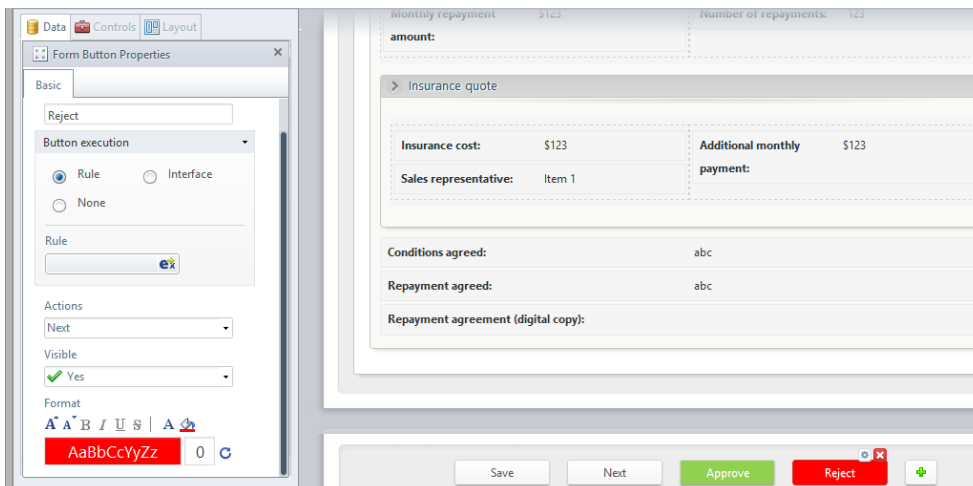 Data Controls Layout
Form Button Properties
Basic
Reject
Button execution
Rule Interface
None
Rule
ex
Actions
Next
Visible
Yes
Format
A A B I U S A
AaBbCcYyZz 0
Monthly repayment amount: $123 Number of repayments: 123
Insurance quote
Insurance cost: $123 Additional monthly payment: $123
Sales representative: Item 1
Conditions agreed: abc
Repayment agreed: abc
Repayment agreement (digital copy):
Save Next Approve Reject